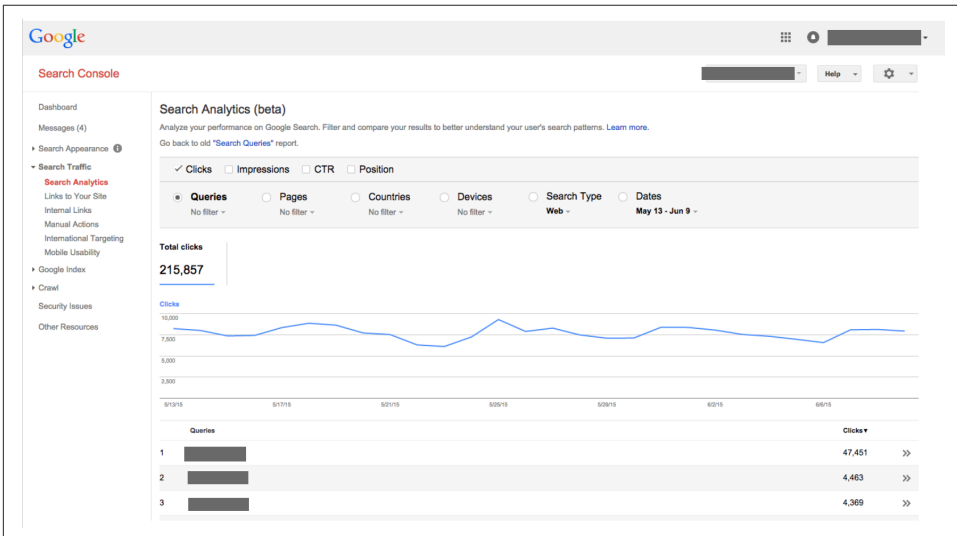 Google
Search Console
Help
Dashboard
Messages (4)
Search Appearance
Search Traffic
Search Analytics
Links to Your Site
Internal Links
Manual Actions
International Targeting
Mobile Usability
Google Index
Crawl
Security Issues
Other Resources
Search Analytics (beta)
Analyze your performance on Google Search. Filter and compare your results to better understand your user's search patterns. Learn more.
Go back to old "Search Queries" report.
Clicks Impressions CTR Position
Queries Pages Countries Devices Search Type Dates
No filter No filter No filter No filter Web May 13 - Jun 9
Total clicks
215,857
Clicks
10,000
7,500
5,000
2,500
5/13/15 5/17/15 5/21/15 5/25/15 5/29/15 6/2/15 6/6/15
Queries Clicks▼
1 47,451 »
2 4,463 »
3 4,369 »